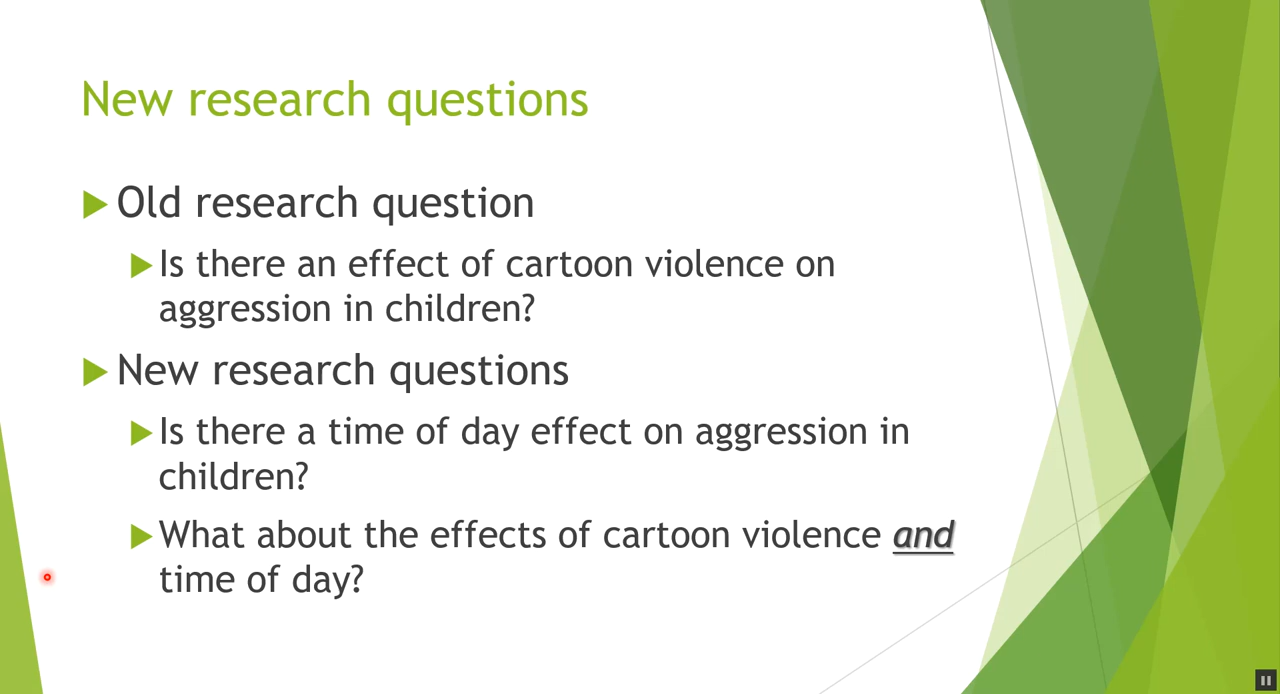 New research questions
Old research question
Is there an effect of cartoon violence on
aggression in children?
New research questions
Is there a time of day effect on aggression in
children?
What about the effects of cartoon violence and
time of day?